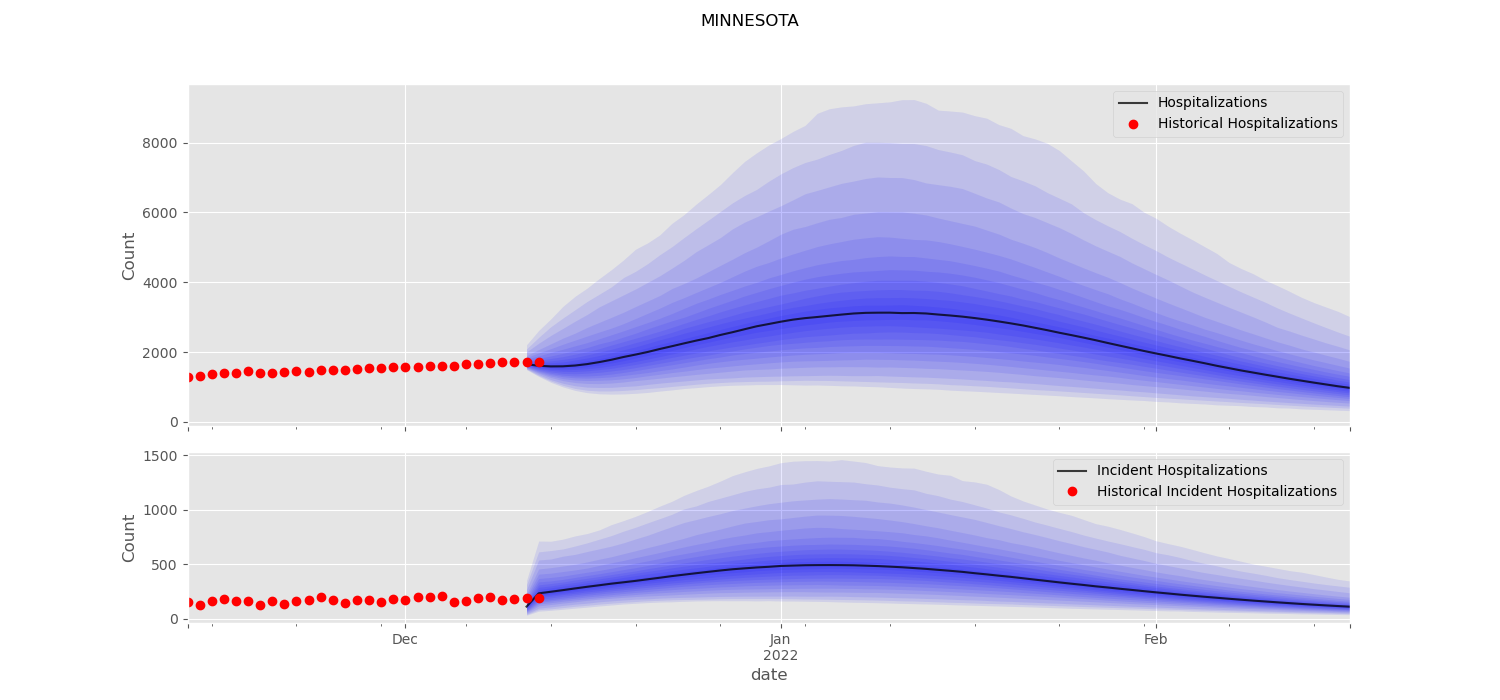 MINNESOTA
Hospitalizations
Historical Hospitalizations
8000
6000
4000
2000
0
Count
Incident Hospitalizations
Historical Incident Hospitalizations
1500
1000
500
0
Count
Dec
Jan
2022
Feb
date